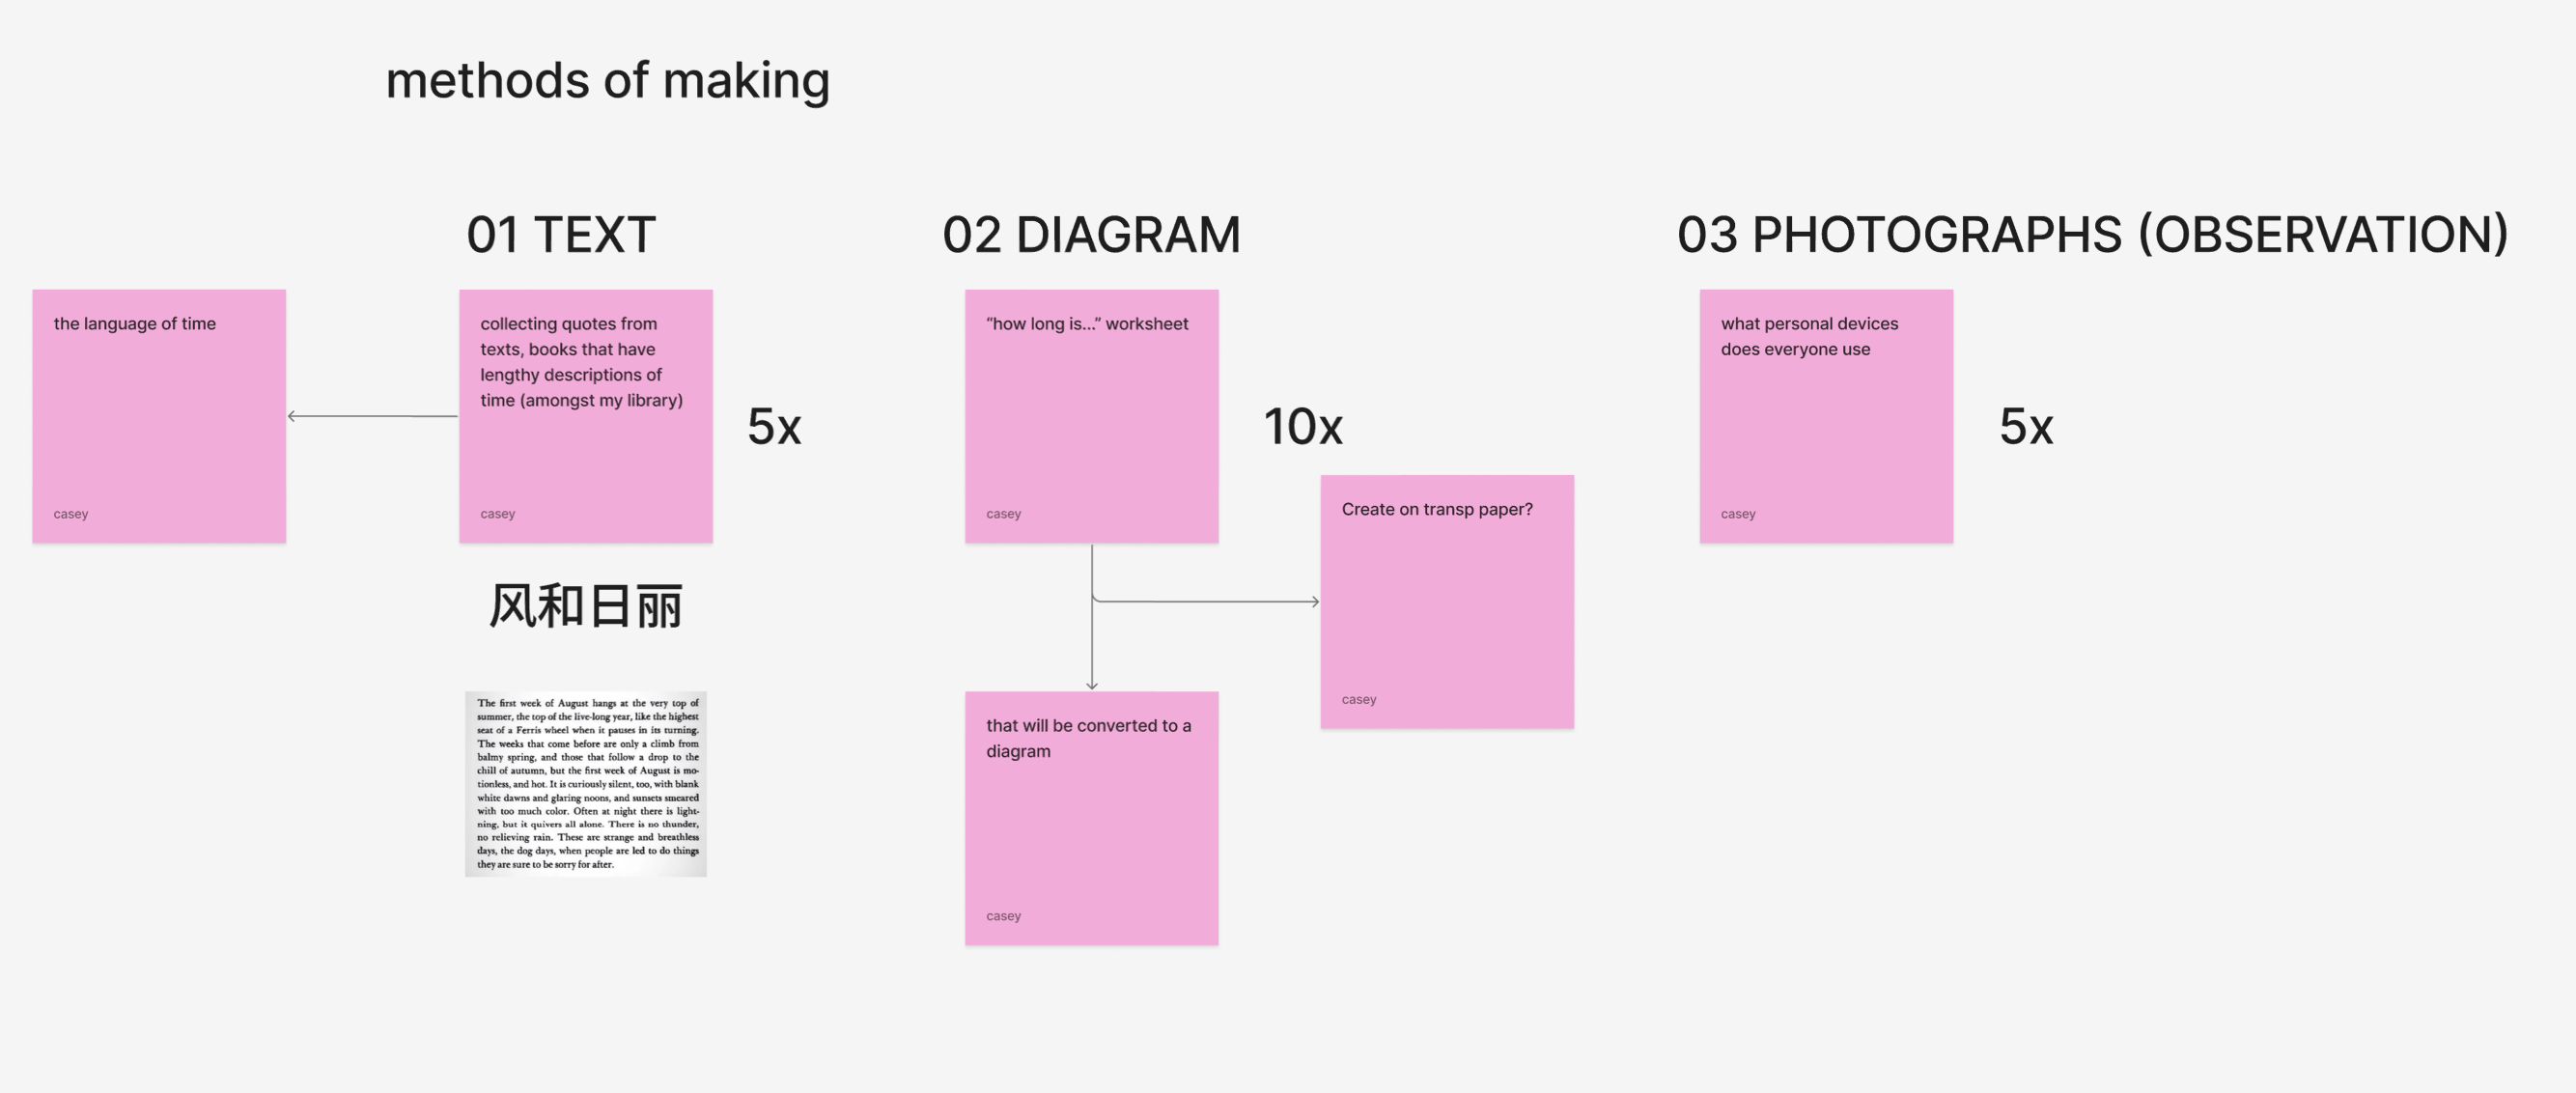 methods of making
01 TEXT
02 DIAGRAM
03 PHOTOGRAPHS (OBSERVATION)
the language of time
casey
collecting quotes from
texts, books that have
lengthy descriptions of
time (amongst my library)
casey
5x
风和日丽
The first week of August hangs at the very top of
summer, the top of the live-long year, like the highest
seat of a Ferris wheel when it pauses in its turning.
The weeks that come before are only a climb from
balmy spring, and those that follow a drop to the
chill of autumn, but the first week of August is mo-
tionless, and hot. It is curiously silent, too, with blank
white dawns and glaring noons, and sunsets smeared
with too much color. Often at night there is light-
ning, but it quivers all alone. There is no thunder,
no relieving rain. These are strange and breathless
days, the dog days, when people are led to do things
they are sure to be sorry for after.
“how long is...” worksheet
casey
10x
Create on transp paper?
casey
that will be converted to a
diagram
casey
what personal devices
does everyone use
casey
5x